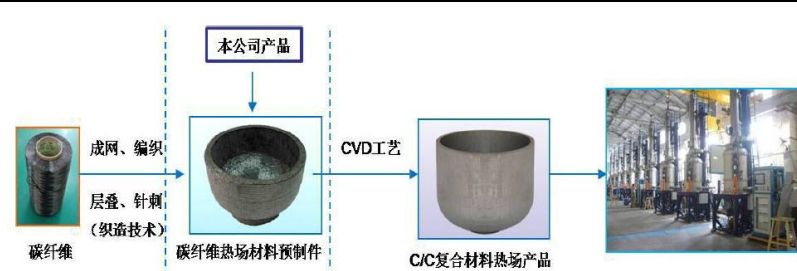 本公司产品
成网、编织
层叠、针刺
（织造技术）
碳纤维
碳纤维热场材料预制件
CVD工艺
C/C复合材料热场产品